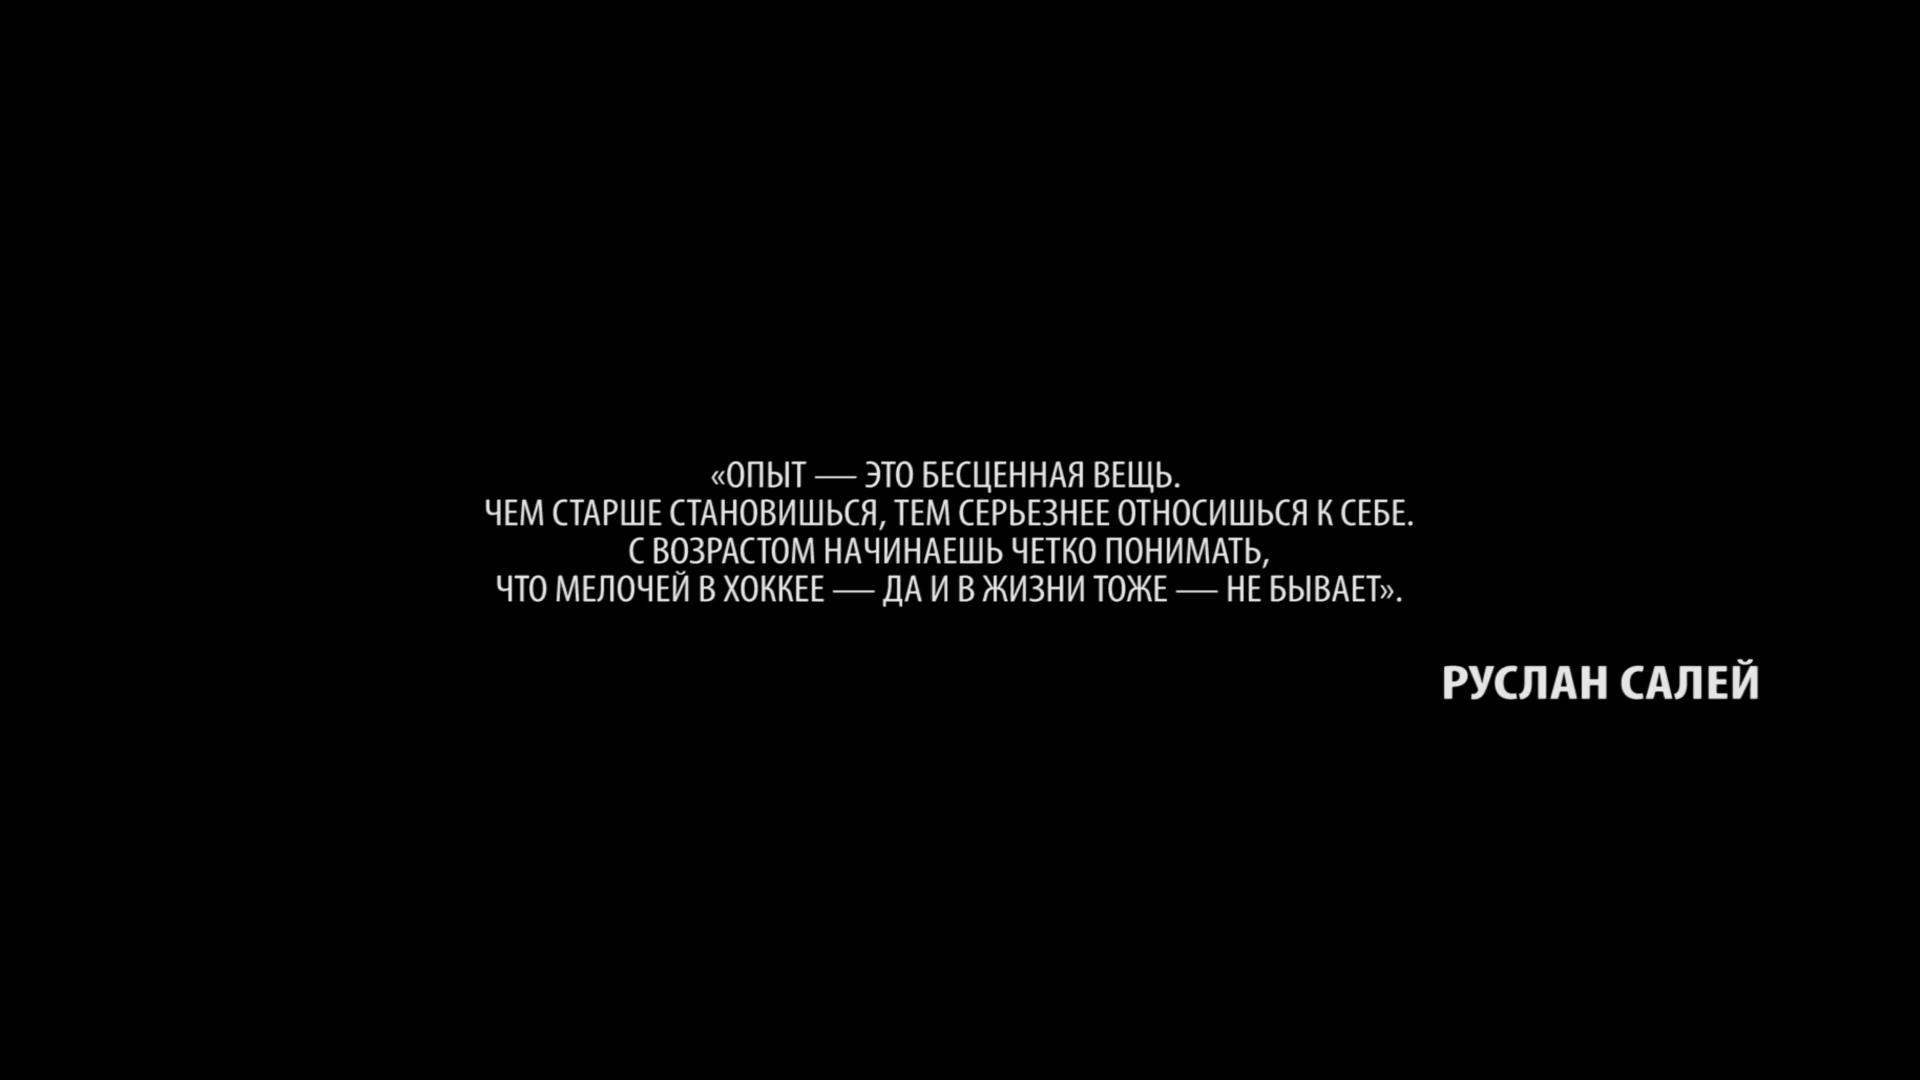 «ОПЫТ — ЭТО БЕСЦЕННАЯ ВЕЩЬ.
ЧЕМ СТАРШЕ СТАНОВИШЬСЯ, ТЕМ СЕРЬЕЗНЕЕ ОТНОСИШЬСЯ К СЕБЕ.
С ВОЗРАСТОМ НАЧИНАЕШЬ ЧЕТКО ПОНИМАТЬ,
ЧТО МЕЛОЧЕЙ В ХОККЕЕ — ДА И В ЖИЗНИ ТОЖЕ — НЕ БЫВАЕТ».
РУСЛАН САЛЕЙ